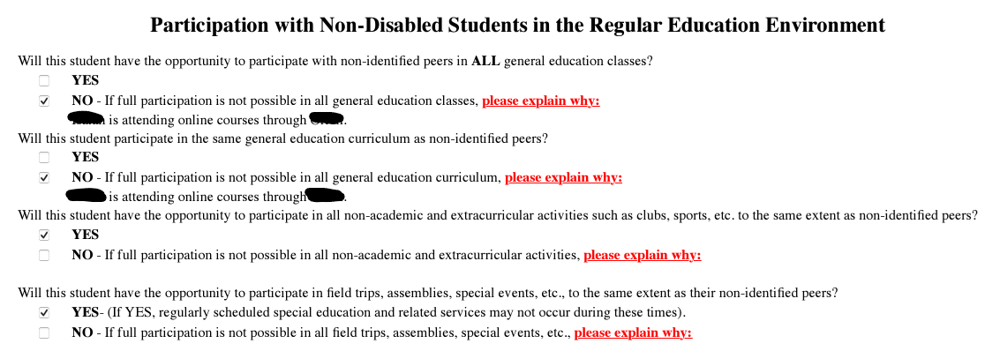 Participation with Non-Disabled Students in the Regular Education Environment
Will this student have the opportunity to participate with non-identified peers in ALL general education classes?
YES
NO - If full participation is not possible in all general education classes, please explain why:
is attending online courses through .
Will this student participate in the same general education curriculum as non-identified peers?
YES
NO - If full participation is not possible in all general education curriculum, please explain why:
is attending online courses through .
Will this student have the opportunity to participate in all non-academic and extracurricular activities such as clubs, sports, etc. to the same extent as non-identified peers?
YES
NO - If full participation is not possible in all non-academic and extracurricular activities, please explain why:
Will this student have the opportunity to participate in field trips, assemblies, special events, etc., to the same extent as their non-identified peers?
YES- (If YES, regularly scheduled special education and related services may not occur during these times).
NO - If full participation is not possible in all field trips, assemblies, special events, etc., please explain why: